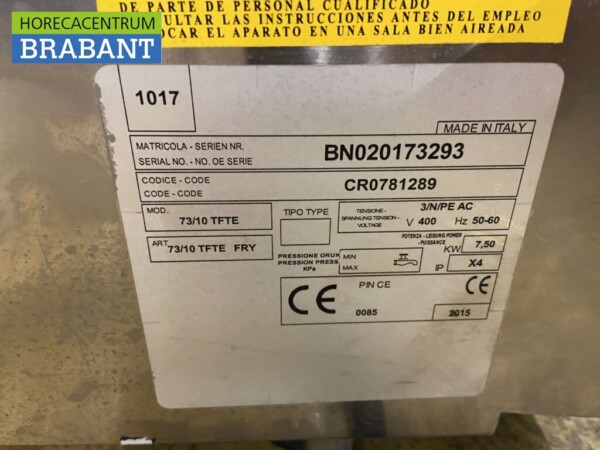 HORECACENTRUM
BRABANT
DE PARTE DE PERSONAL CUALIFICADO
ULTAR LAS INSTRUCCIONES ANTES DEL EMPLEO
OCAR EL APARATO EN UNA SALA BIEN AIREADA
1017
MADE IN ITALY
MATRICOLA - SERIEN NR.
SERIAL NO. - NO. OE SERIE
BN020173293
CODICE - CODE
CODE - CODE
CR0781289
MOD.
73/10 TFTE
TIPO TYPE
TENSIONE-
SPANNUNG TENSION -
VOLTAGE
3/N/PE AC
V 400 Hz 50-60
ART.
73/10 TFTE FRY
PRESSIONE ORUK
PRESSION PRESS.
KPa
MIN
MAX
POTENZA - LEISUNG POWER
-PUISSANCE
KW 7,50
IP X4
CE
PIN CE
0085
2015
CE